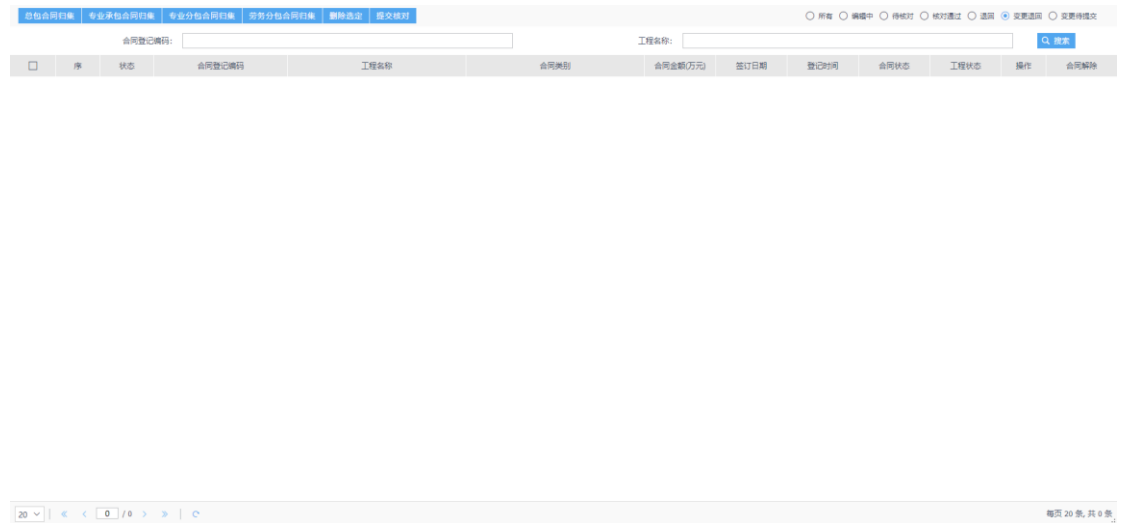 总包合同归集 专业承包合同归集 专业分包合同归集 劳务分包合同归集 删除选定 提交核对 所有 编辑中 待核对 核对通过 退回 变更退回 变更待提交
合同登记编码: 工程名称: 搜索
序 状态 合同登记编码 工程名称 合同类别 合同金额(万元) 签订日期 登记时间 合同状态 工程状态 操作 合同解除
20 0 / 0 每页 20 条, 共 0 条